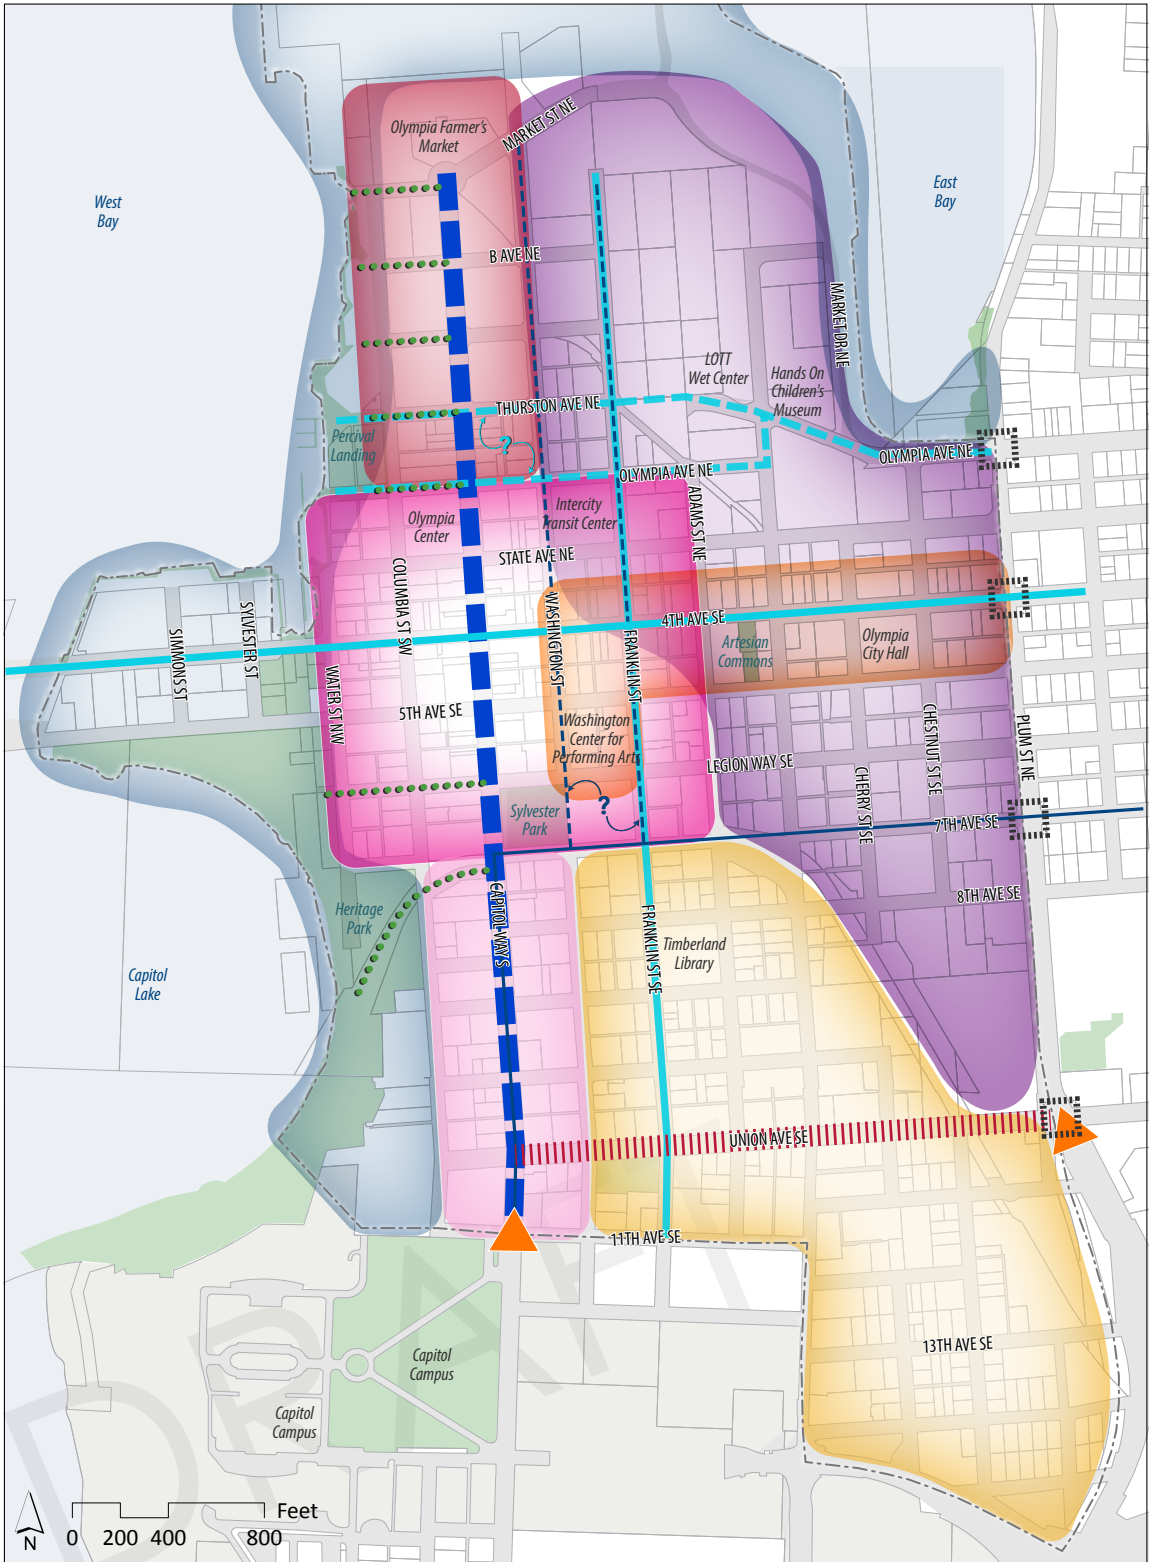 MARKET ST NE
Olympia Farmer's
Market
West
Bay
East
Bay
B AVE NE
MARKET DR NE
LOTT
Wet Center
Hands On
Children's
Museum
THURSTON AVE NE
Percival
Landing
?
OLYMPIA AVE NE
OLYMPIA AVE NE
Intercity
Transit Center
ADAMS ST NE
Olympia
Center
STATE AVE NE
COLUMBIA ST SW
WASHINGTON ST
SYLVESTER ST
SIMMONS ST
4TH AVE SE
FRANKLIN ST
Artesian
Commons
Olympia
City Hall
WATER ST NW
5TH AVE SE
Washington
Center for
Performing Arts
CHESTNUT ST SE
PLUM ST NE
LEGION WAY SE
CHERRY ST SE
Sylvester
Park
?
7TH AVE SE
8TH AVE SE
CAPITOL WAY S
Heritage
Park
FRANKLIN ST SE
Timberland
Library
Capitol
Lake
UNION AVE SE
11TH AVE SE
13TH AVE SE
Capitol
Campus
Capitol
Campus
DRAFT
N
Feet
0 200 400 800